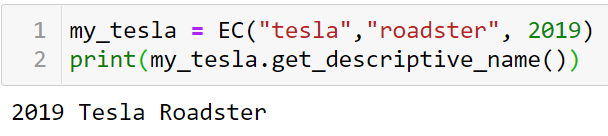 1 my_tesla = EC("tesla","roadster", 2019)
2 print(my_tesla.get_descriptive_name())
2019 Tesla Roadster